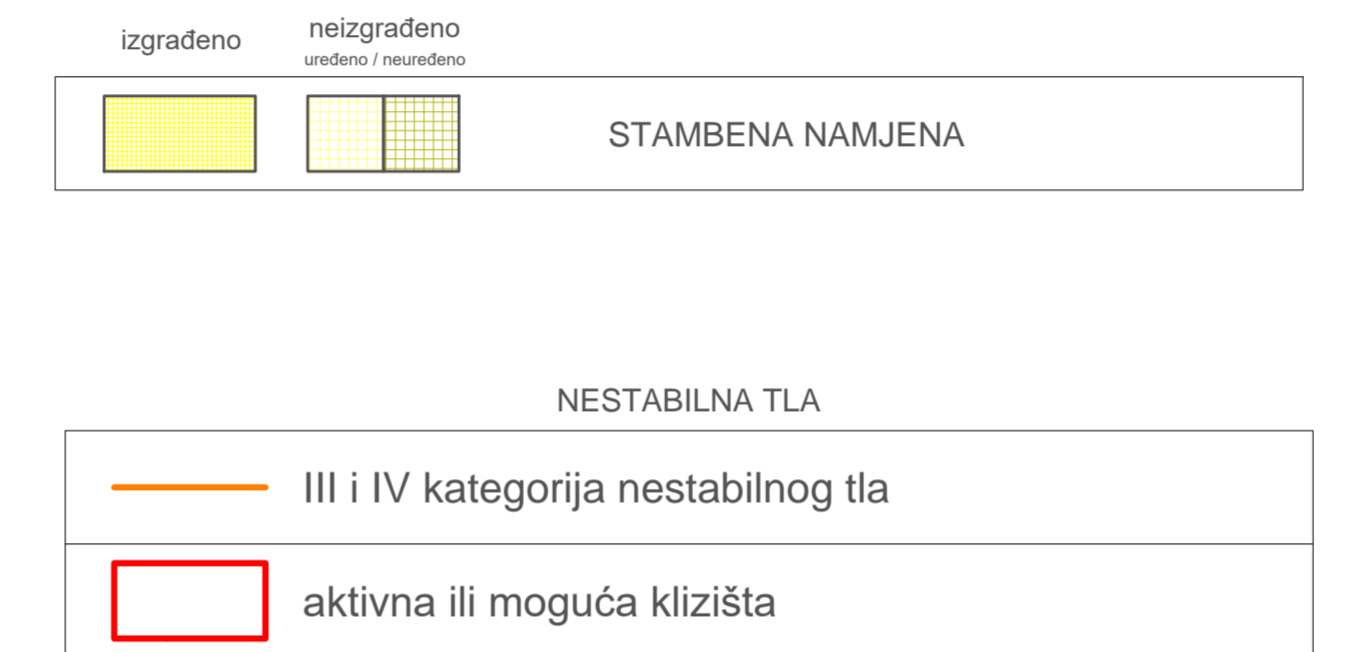 izgrađeno
neizgrađeno
uređeno / neuređeno
STAMBENA NAMJENA
NESTABILNA TLA
III i IV kategorija nestabilnog tla
aktivna ili moguća klizišta